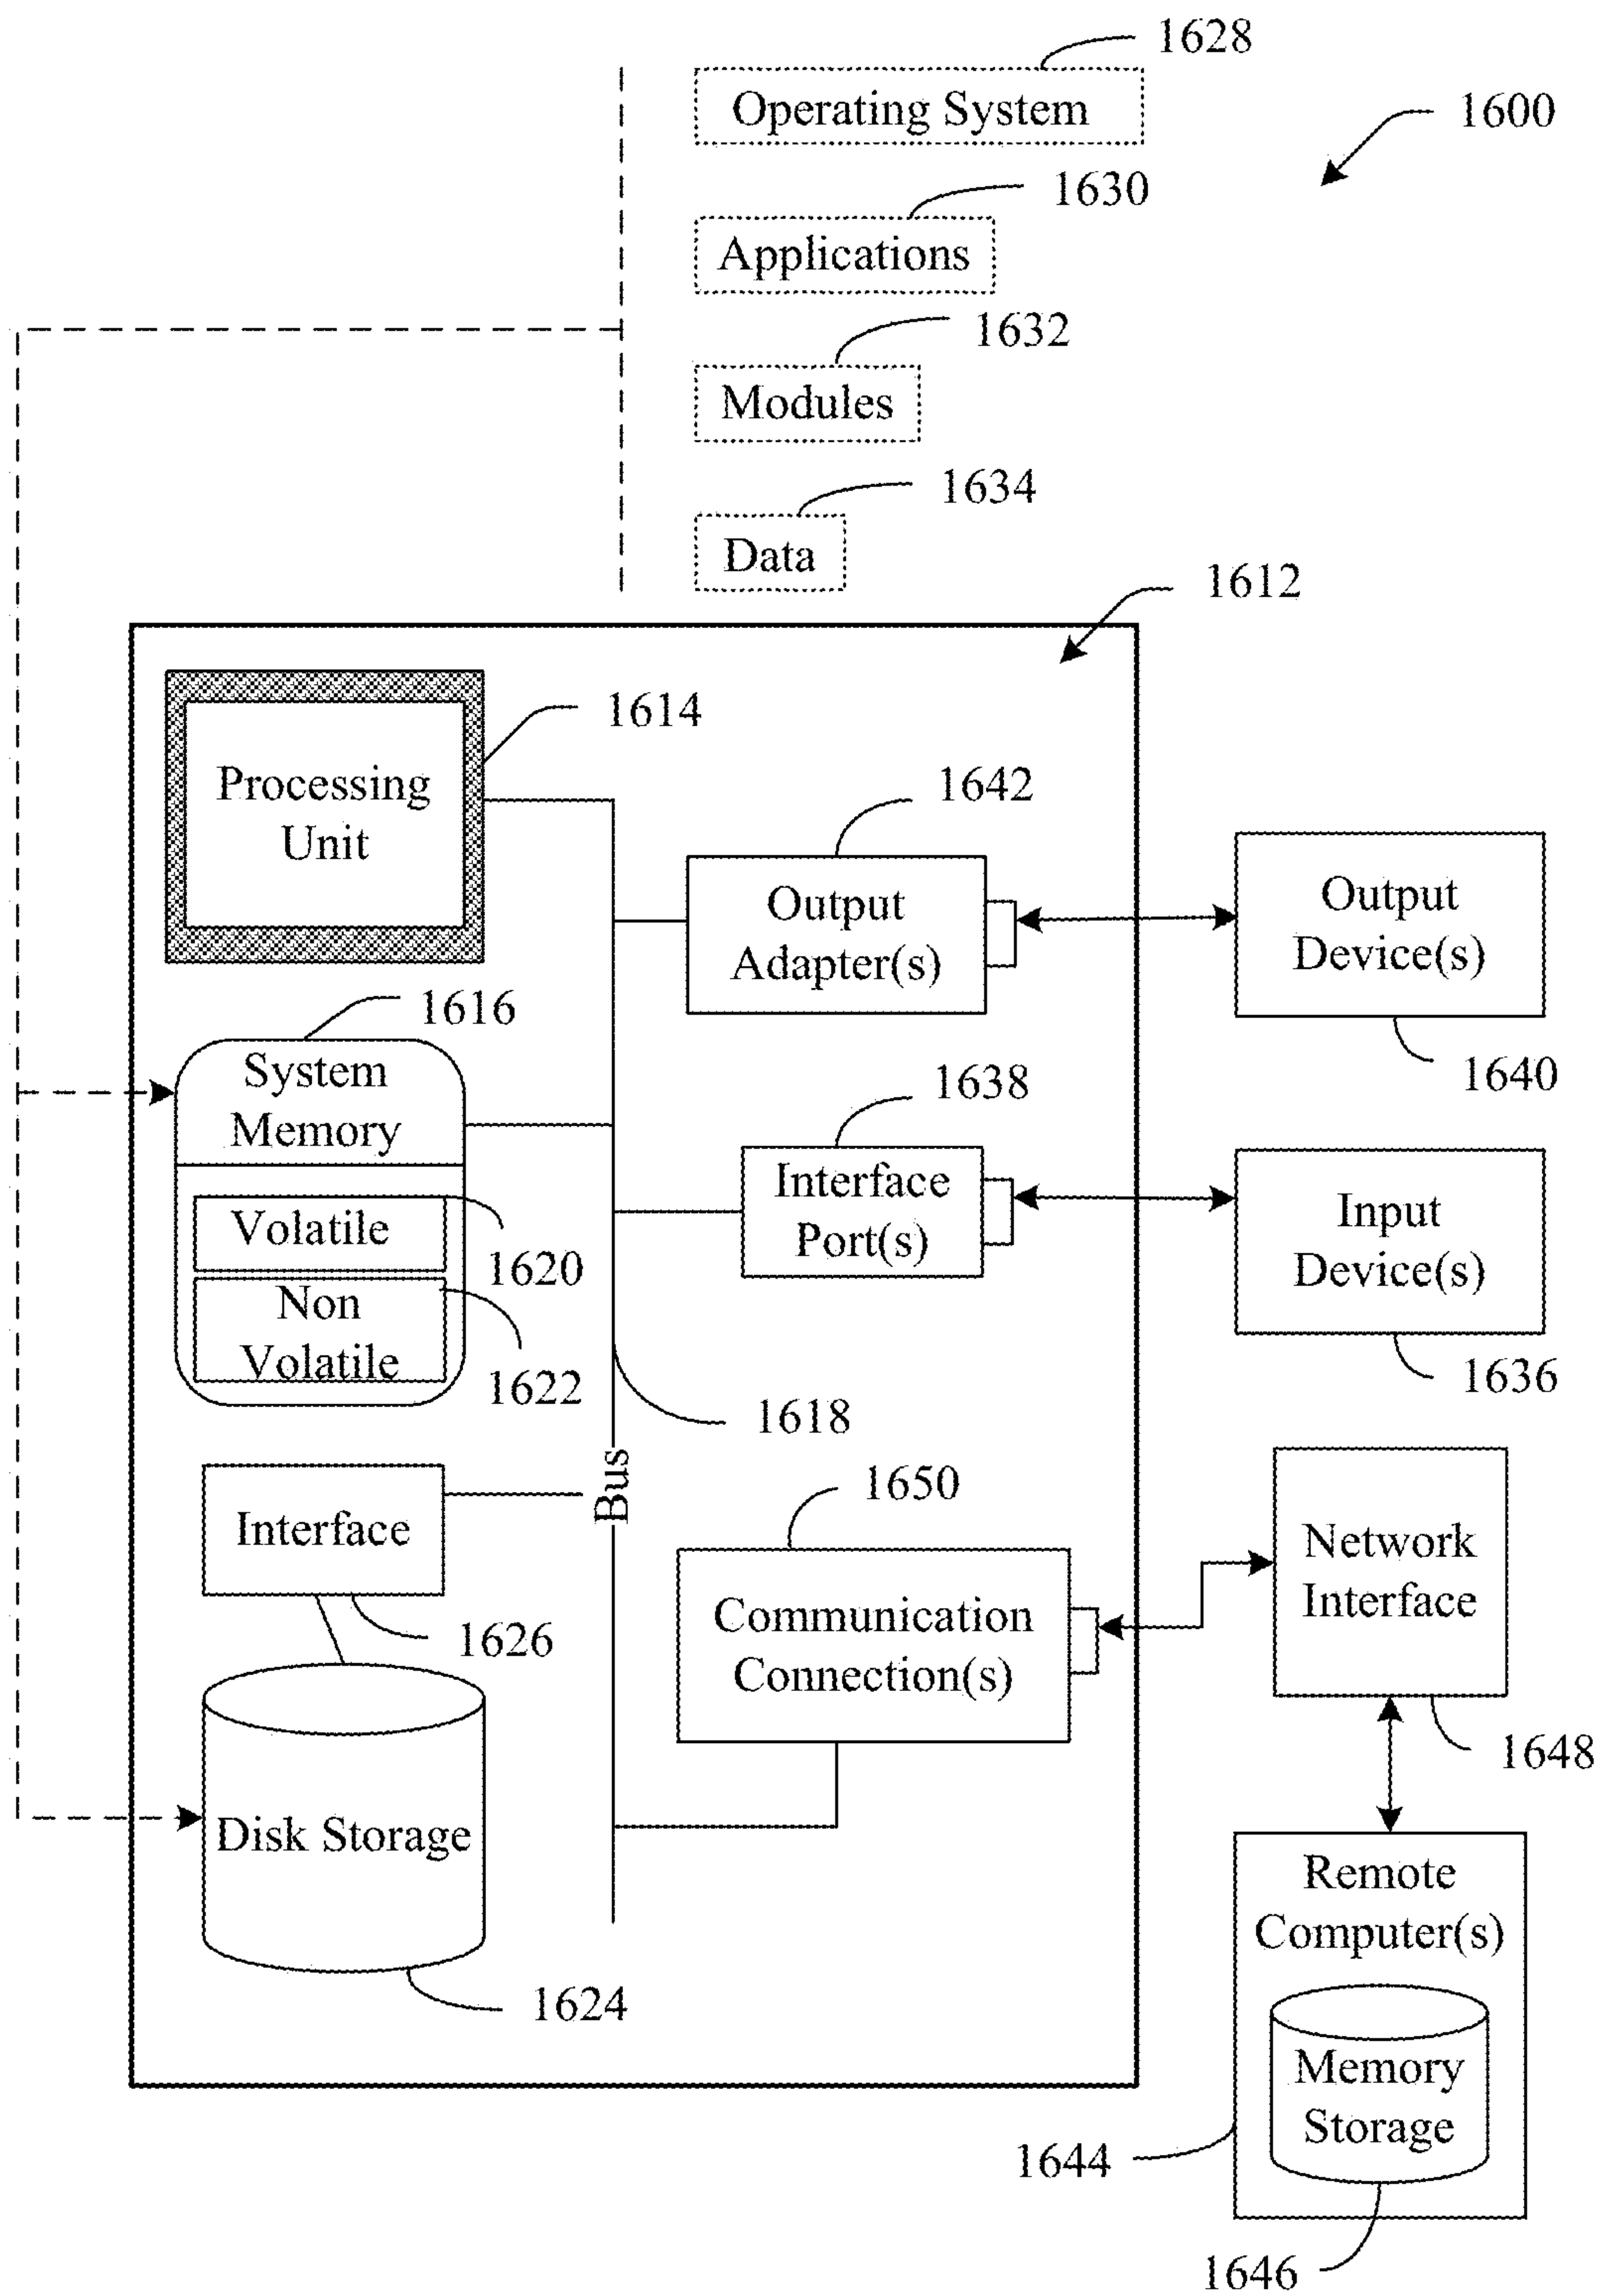 1628
Operating System
1600
1630
Applications
1632
Modules
1634
Data
1612
1614
Processing
Unit
1642
Output
Adapter(s)
Output
Device(s)
1640
1616
System
Memory
1638
Interface
Port(s)
Input
Device(s)
1636
Volatile
1620
Non
Volatile
1622
1618
Bus
1650
Interface
1626
Communication
Connection(s)
Network
Interface
1648
Disk Storage
1624
Remote
Computer(s)
Memory
Storage
1644
1646